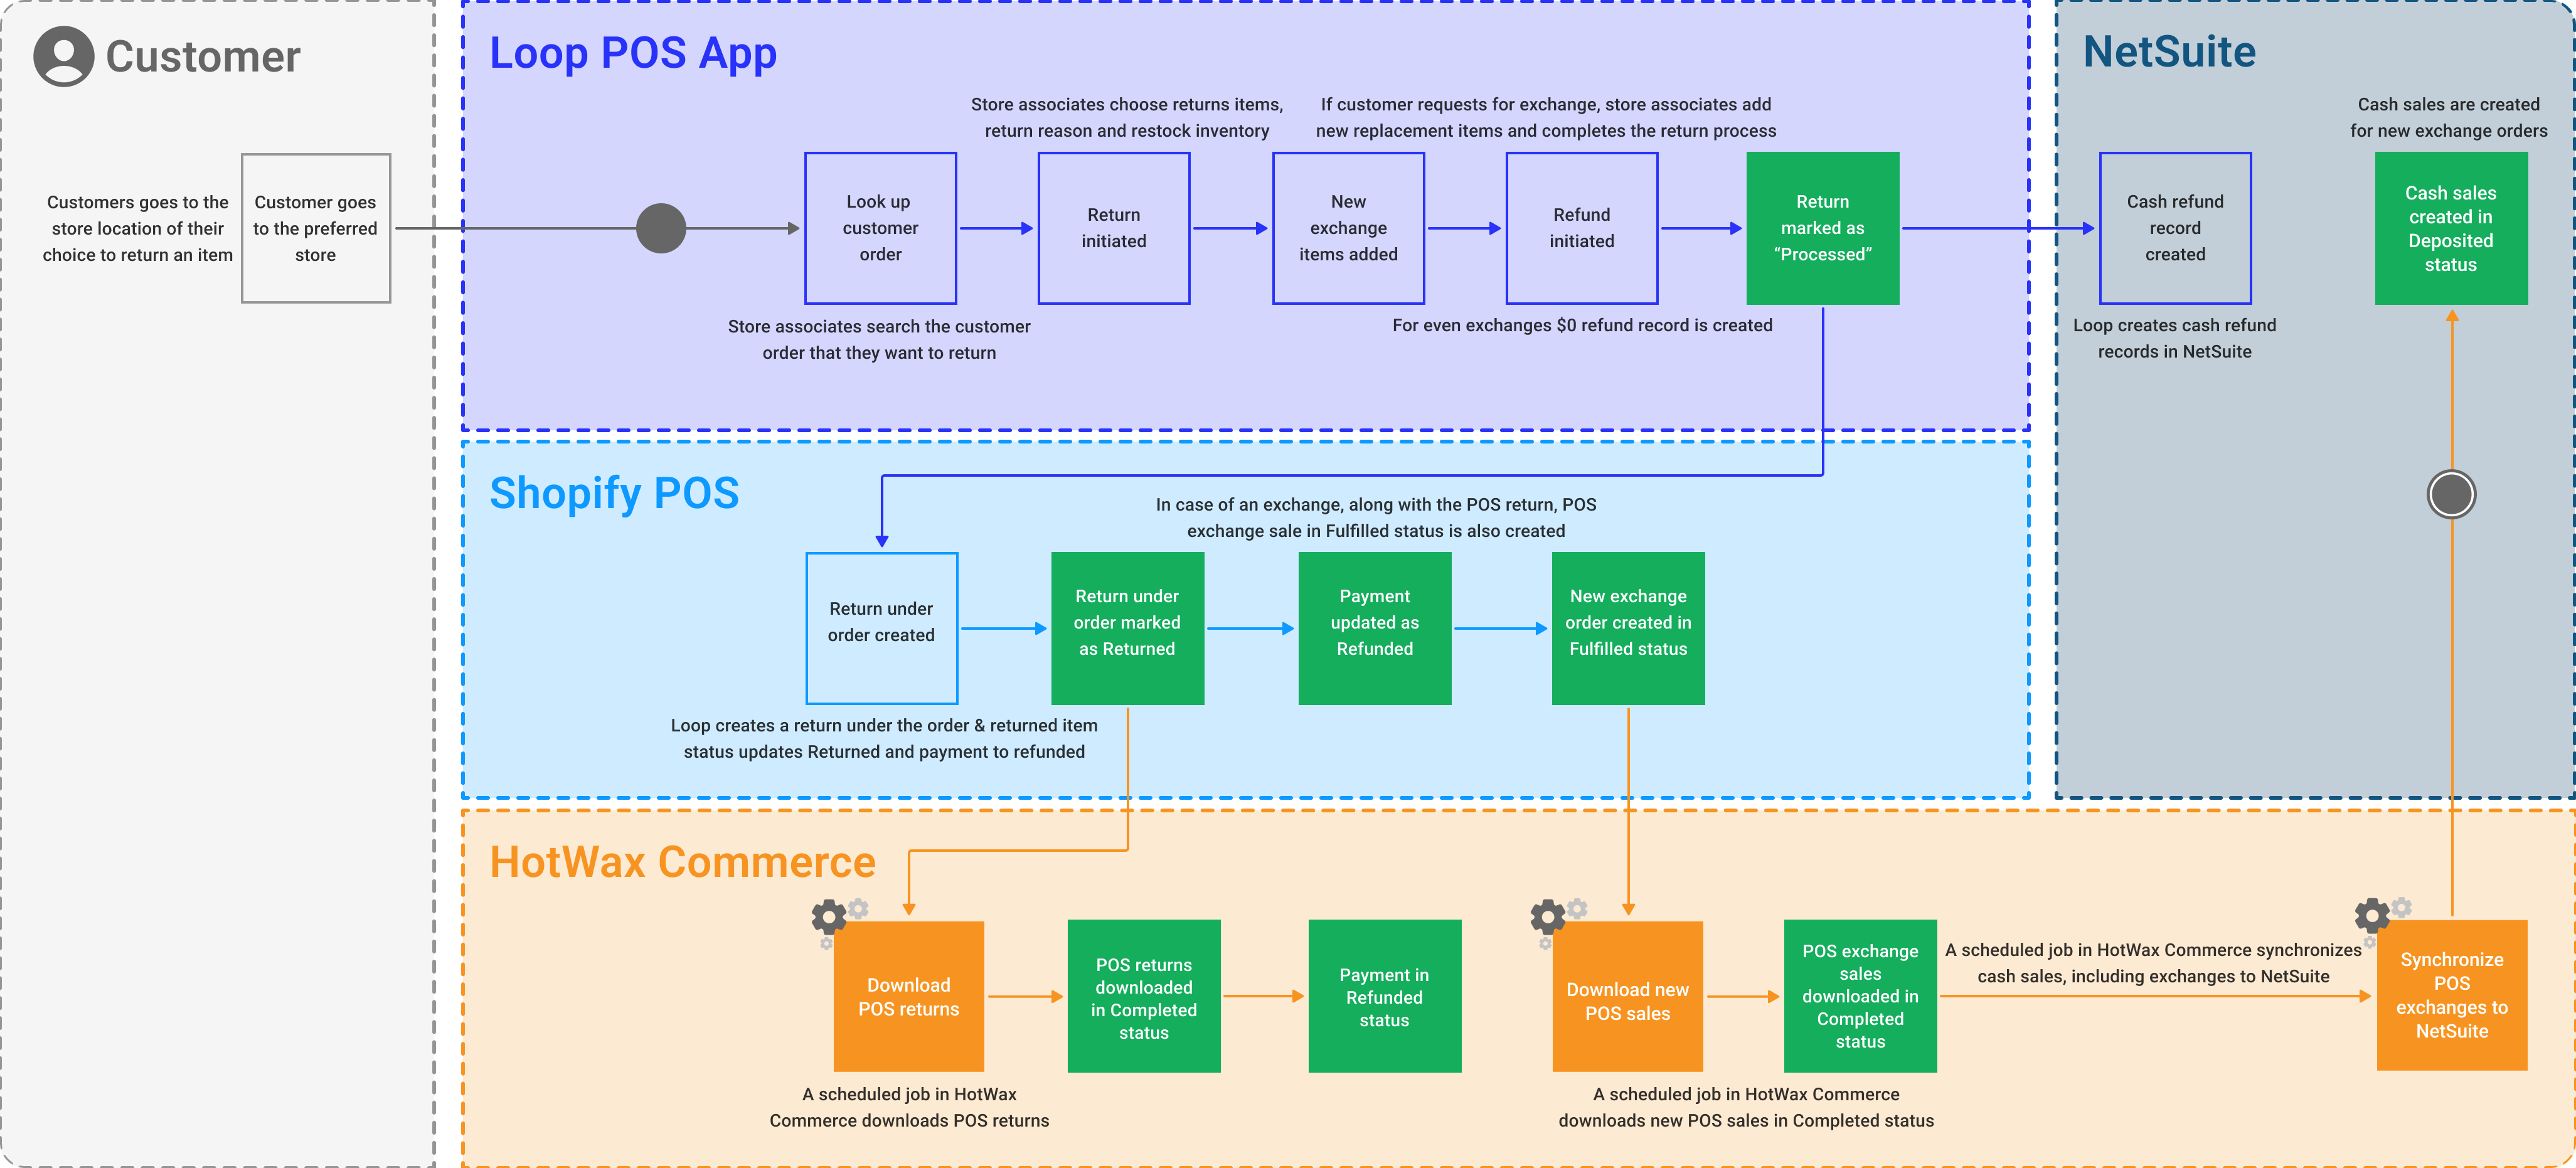 Customer
Customers goes to the
store location of their
choice to return an item
Customer goes
to the preferred
store
Loop POS App
Store associates choose returns items,
return reason and restock inventory
If customer requests for exchange, store associates add
new replacement items and completes the return process
Look up
customer
order
Return
initiated
New
exchange
items added
Refund
initiated
Return
marked as
“Processed”
Store associates search the customer
order that they want to return
For even exchanges $0 refund record is created
NetSuite
Cash sales are created
for new exchange orders
Cash refund
record
created
Cash sales
created in
Deposited
status
Loop creates cash refund
records in NetSuite
Shopify POS
In case of an exchange, along with the POS return, POS
exchange sale in Fulfilled status is also created
Return under
order created
Return under
order marked
as Returned
Payment
updated as
Refunded
New exchange
order created in
Fulfilled status
Loop creates a return under the order & returned item
status updates Returned and payment to refunded
HotWax Commerce
Download
POS returns
POS returns
downloaded
in Completed
status
Payment in
Refunded
status
Download new
POS sales
POS exchange
sales
downloaded in
Completed
status
A scheduled job in HotWax Commerce synchronizes
cash sales, including exchanges to NetSuite
Synchronize
POS
exchanges to
NetSuite
A scheduled job in HotWax
Commerce downloads POS returns
A scheduled job in HotWax Commerce
downloads new POS sales in Completed status